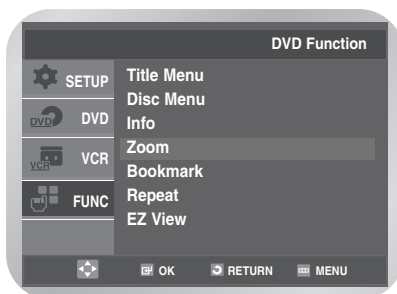 DVD Function
SETUP
DVD
DVD
VCR
VCR
FUNC
Title Menu
Disc Menu
Info
Zoom
Bookmark
Repeat
EZ View
OK RETURN MENU